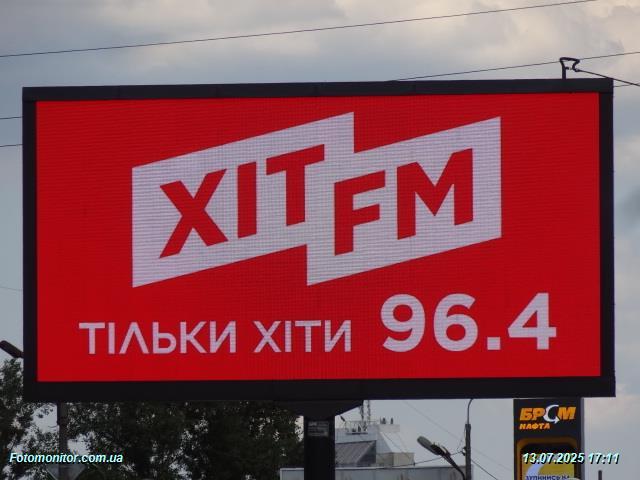 ХІТ FM
ТІЛЬКИ ХІТИ 96.4
БРСМ
НАФТА
Fotomonitor.com.ua
13.07.2025 17:11